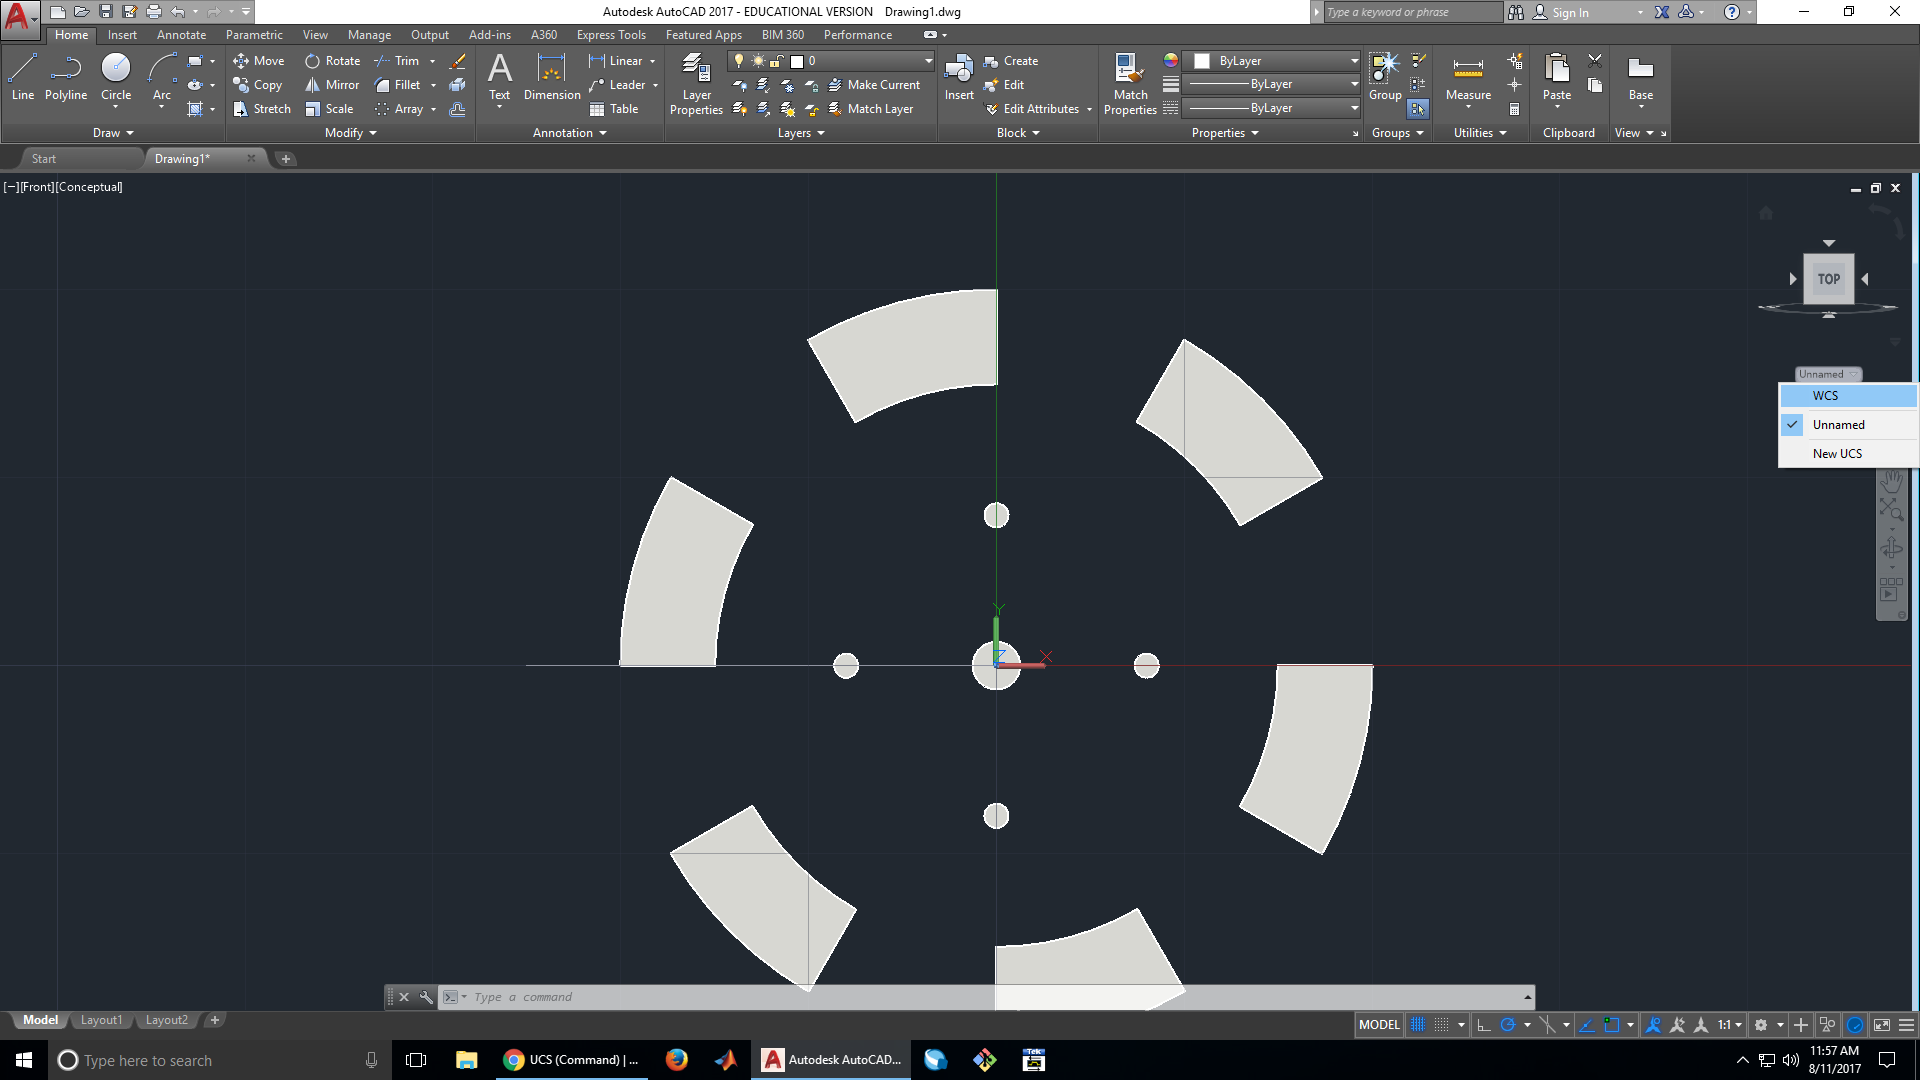 Autodesk AutoCAD 2017 - EDUCATIONAL VERSION Drawing1.dwg
Type a keyword or phrase
Sign In
Home Insert Annotate Parametric View Manage Output Add-ins A360 Express Tools Featured Apps BIM 360 Performance
Line Polyline Circle Arc
Move Rotate Trim
Copy Mirror Fillet
Stretch Scale Array
Text Dimension
Linear
Leader
Table
Layer Properties
0
Make Current
Match Layer
Insert
Create
Edit
Edit Attributes
Match Properties
ByLayer
ByLayer
ByLayer
Group
Measure
Paste
Base
Draw Modify Annotation Layers Block Properties Groups Utilities Clipboard View
Start Drawing1*
[−][Front][Conceptual]
TOP
Unnamed
WCS
Unnamed
New UCS
Y
Z
X
Type a command
Model Layout1 Layout2
MODEL 1:1
Type here to search
UCS (Command) | ...
Autodesk AutoCAD...
Tek
11:57 AM
8/11/2017